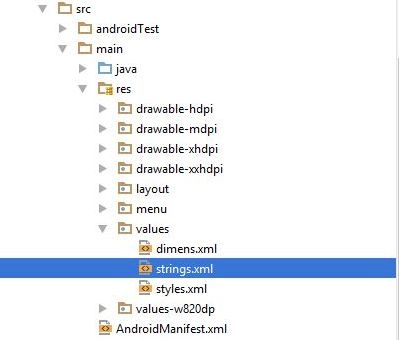 src
androidTest
main
java
res
drawable-hdpi
drawable-mdpi
drawable-xhdpi
drawable-xxhdpi
layout
menu
values
dimens.xml
strings.xml
styles.xml
values-w820dp
AndroidManifest.xml